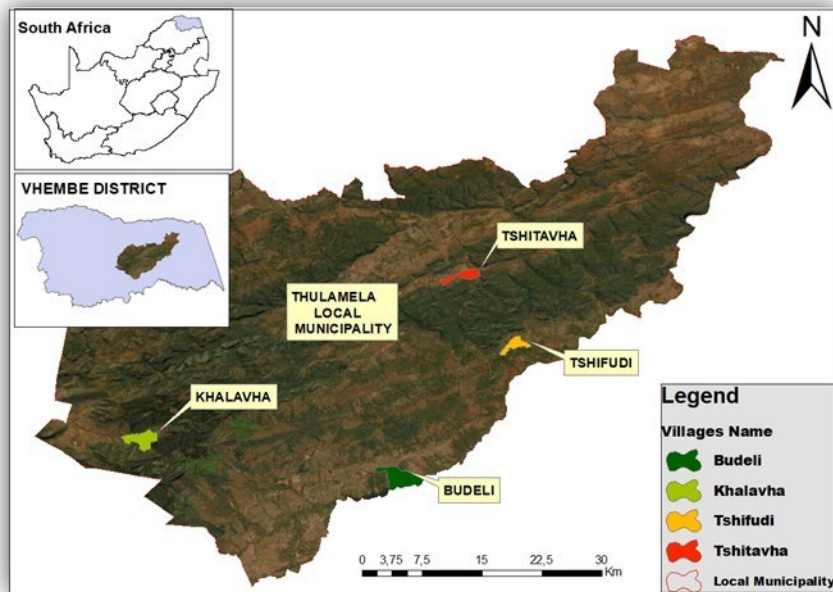 South Africa
VHEMBE DISTRICT
N
TSHITAVHA
THULAMELA
LOCAL
MUNICIPALITY
TSHIFUDI
KHALAVHA
BUDELI
Legend
Villages Name
Budeli
Khalavha
Tshifudi
Tshitavha
Local Municipality
0 3,75 7,5 15 22,5 30
Km